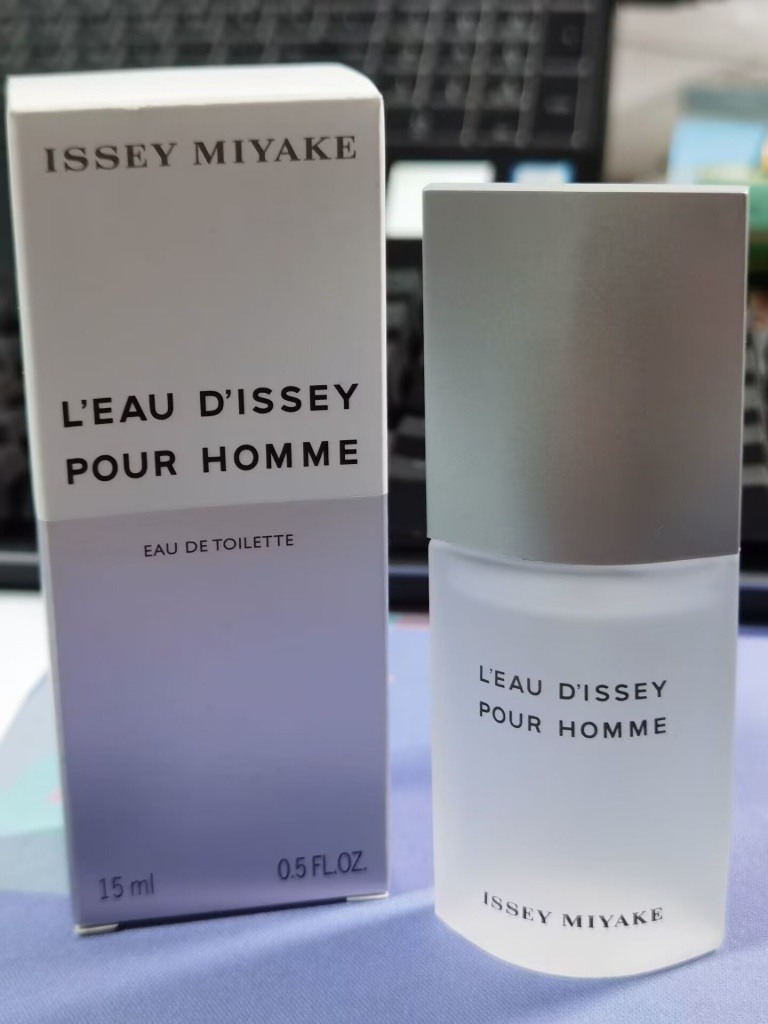 ISSEY MIYAKE
L'EAU D'ISSEY
POUR HOMME
EAU DE TOILETTE
15 ml
0.5 FL.OZ.
L'EAU D'ISSEY
POUR HOMME
ISSEY MIYAKE